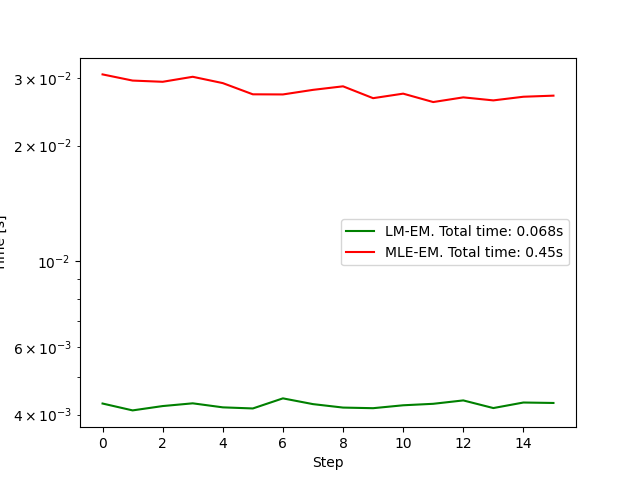 3 × 10⁻²
2 × 10⁻²
10⁻²
6 × 10⁻³
4 × 10⁻³
LM-EM. Total time: 0.068s
MLE-EM. Total time: 0.45s
0 2 4 6 8 10 12 14
Step